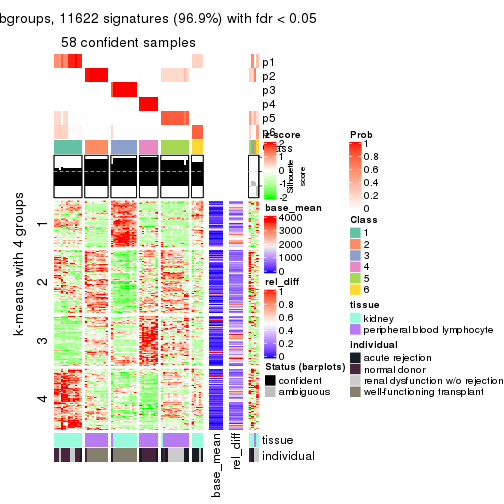 bgroups, 11622 signatures (96.9%) with fdr < 0.05
58 confident samples
p1
p2
p3
p4
p5
p6
Class
Silhouette
score
k-means with 4 groups
1
2
3
4
base_mean
rel_diff
tissue
individual
z-score
2
1
0
-1
-2
base_mean
4000
3000
2000
1000
0
rel_diff
1
0.8
0.6
0.4
0.2
0
Status (barplots)
confident
ambiguous
Prob
1
0.8
0.6
0.4
0.2
0
Class
1
2
3
4
5
6
tissue
kidney
peripheral blood lymphocyte
individual
acute rejection
normal donor
renal dysfunction w/o rejection
well-functioning transplant